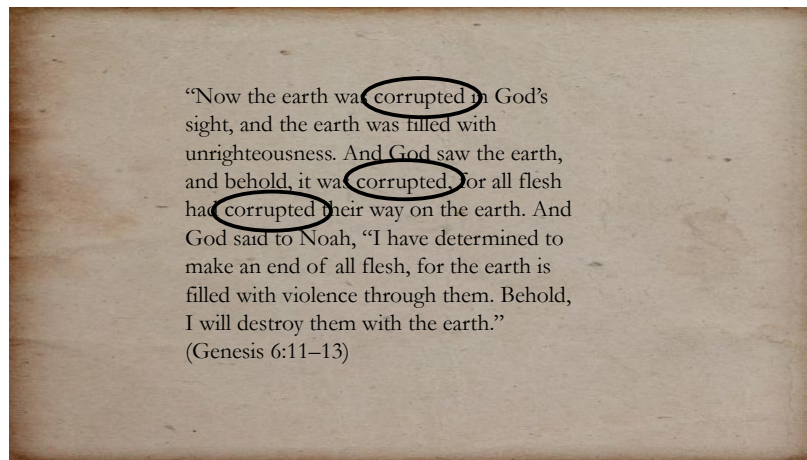 “Now the earth was corrupted in God’s
sight, and the earth was filled with
unrighteousness. And God saw the earth,
and behold, it was corrupted, for all flesh
had corrupted their way on the earth. And
God said to Noah, “I have determined to
make an end of all flesh, for the earth is
filled with violence through them. Behold,
I will destroy them with the earth.”
(Genesis 6:11–13)